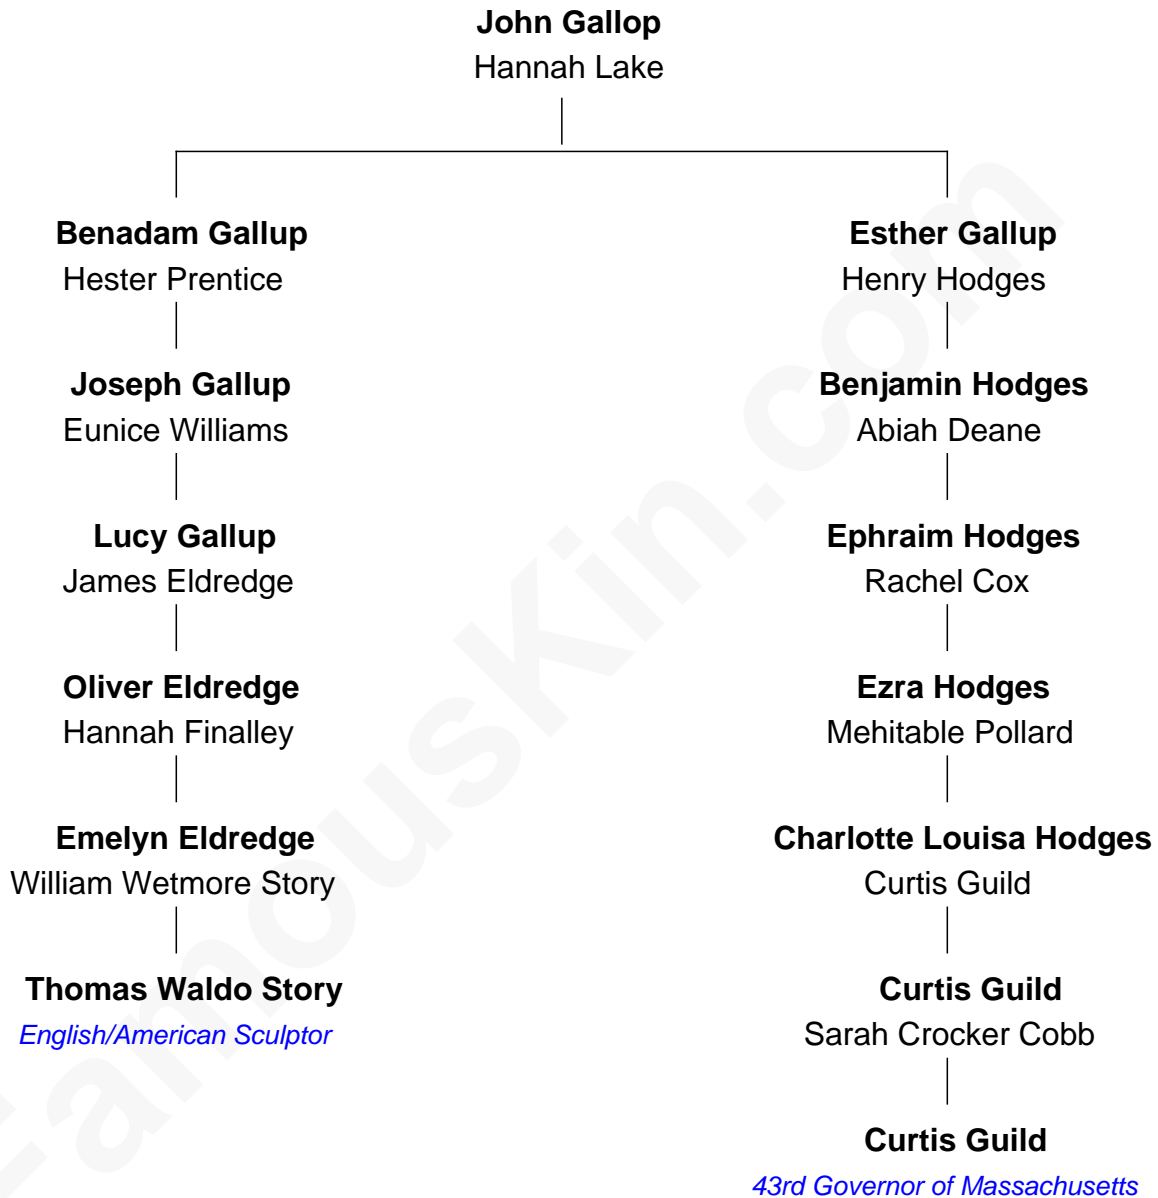 John Gallop
Hannah Lake
Benadam Gallup
Hester Prentice
Joseph Gallup
Eunice Williams
Lucy Gallup
James Eldredge
Oliver Eldredge
Hannah Finalley
Emelyn Eldredge
William Wetmore Story
Thomas Waldo Story
English/American Sculptor
Esther Gallup
Henry Hodges
Benjamin Hodges
Abiah Deane
Ephraim Hodges
Rachel Cox
Ezra Hodges
Mehitable Pollard
Charlotte Louisa Hodges
Curtis Guild
Curtis Guild
Sarah Crocker Cobb
Curtis Guild
43rd Governor of Massachusetts
FamousKin.com